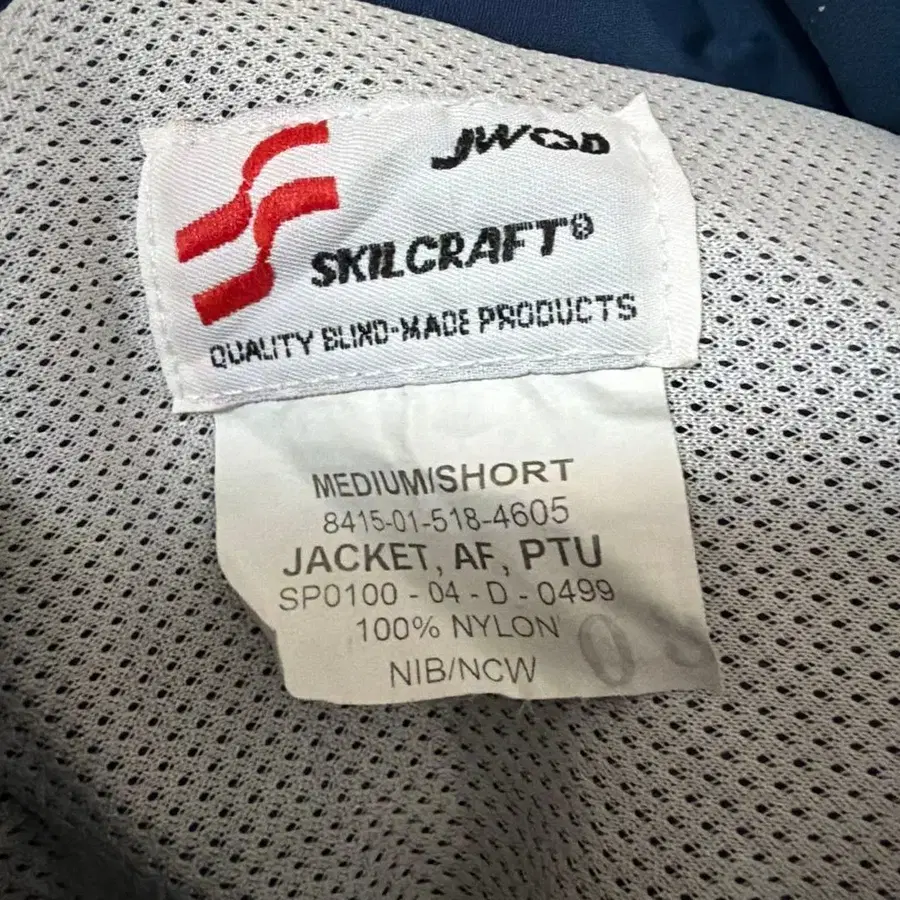 JWOD
SKILCRAFT®
QUALITY BLIND-MADE PRODUCTS
MEDIUM/SHORT
8415-01-518-4605
JACKET, AF, PTU
SP0100 - 04 - D - 0499
100% NYLON
NIB/NCW
0